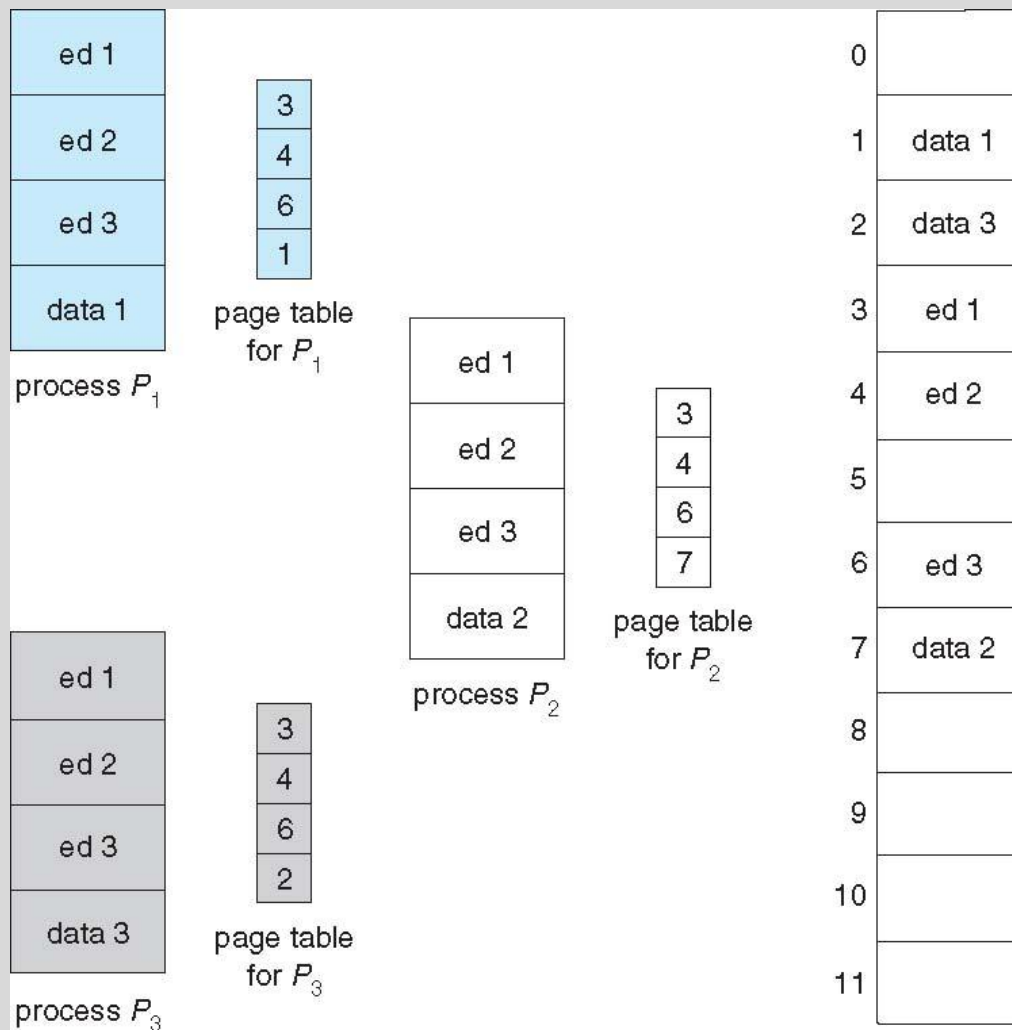 ed 1
ed 2
ed 3
data 1
process P1
3
4
6
1
page table
for P1
ed 1
ed 2
ed 3
data 2
process P2
3
4
6
7
page table
for P2
ed 1
ed 2
ed 3
data 3
process P3
3
4
6
2
page table
for P3
0
1 data 1
2 data 3
3 ed 1
4 ed 2
5
6 ed 3
7 data 2
8
9
10
11